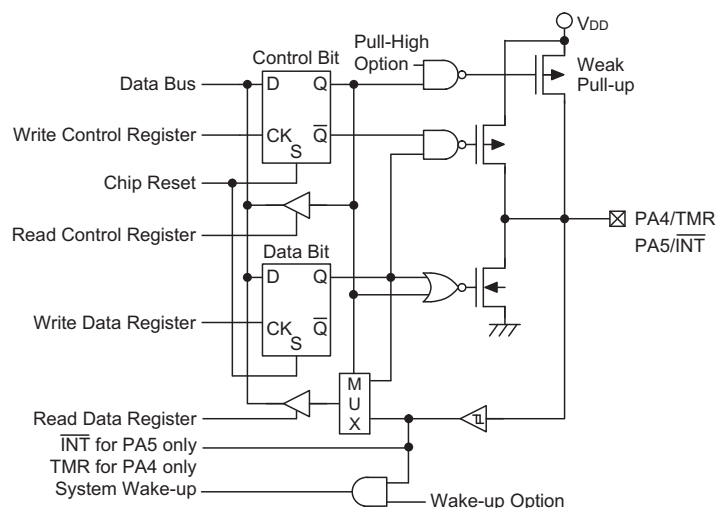 VDD
Control Bit
Pull-High
Option
Weak
Pull-up
Data Bus
D
Q
Write Control Register
CK
Q̅
S
Chip Reset
Read Control Register
PA4/TMR
PA5/I̅N̅T̅
Data Bit
D
Q
Write Data Register
CK
Q̅
S
M
U
X
Read Data Register
I̅N̅T̅ for PA5 only
TMR for PA4 only
System Wake-up
Wake-up Option